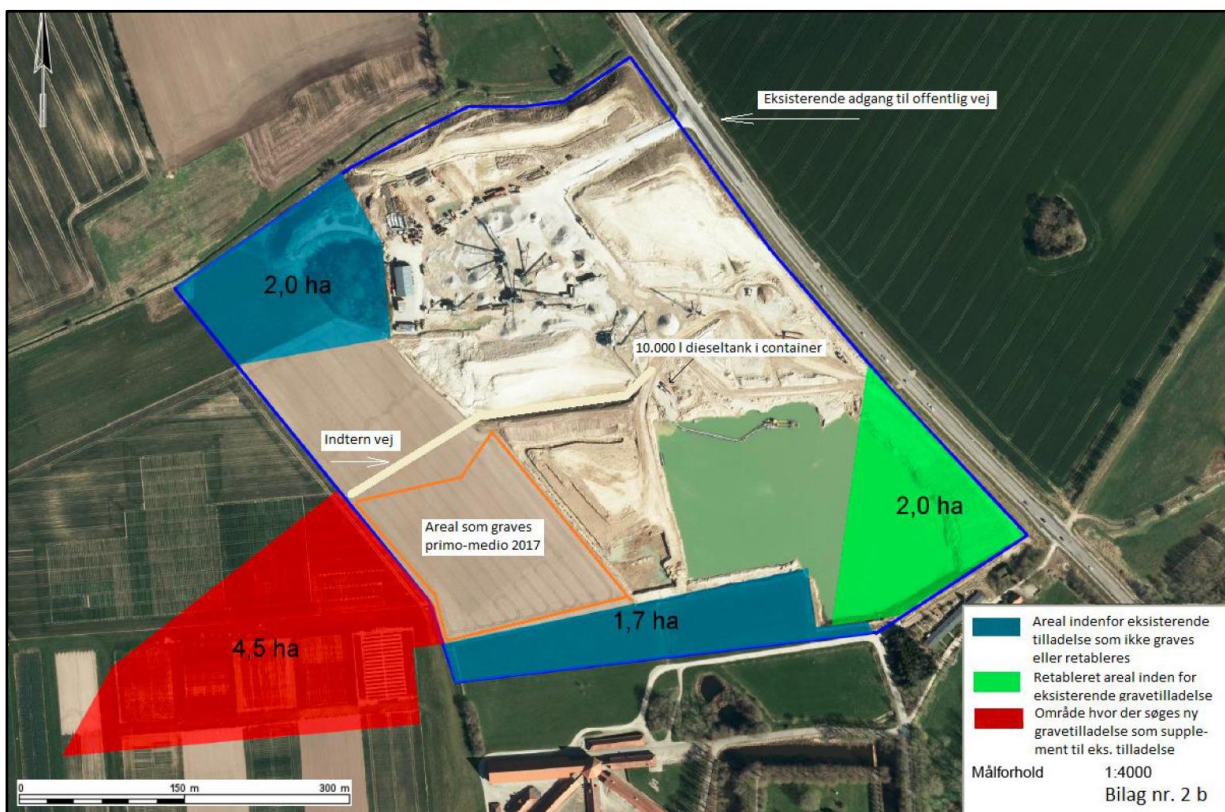 Eksisterende adgang til offentlig vej
2,0 ha
10.000 l dieseltank i container
Indtern vej
Areal som graves
primo-medio 2017
2,0 ha
1,7 ha
4,5 ha
Areal indenfor eksisterende
tilladelse som ikke graves
eller retableres
Retableret areal inden for
eksisterende gravetilladelse
Område hvor der søges ny
gravetilladelse som supple-
ment til eks. tilladelse
Målforhold 1:4000
Bilag nr. 2 b
0 150 m 300 m